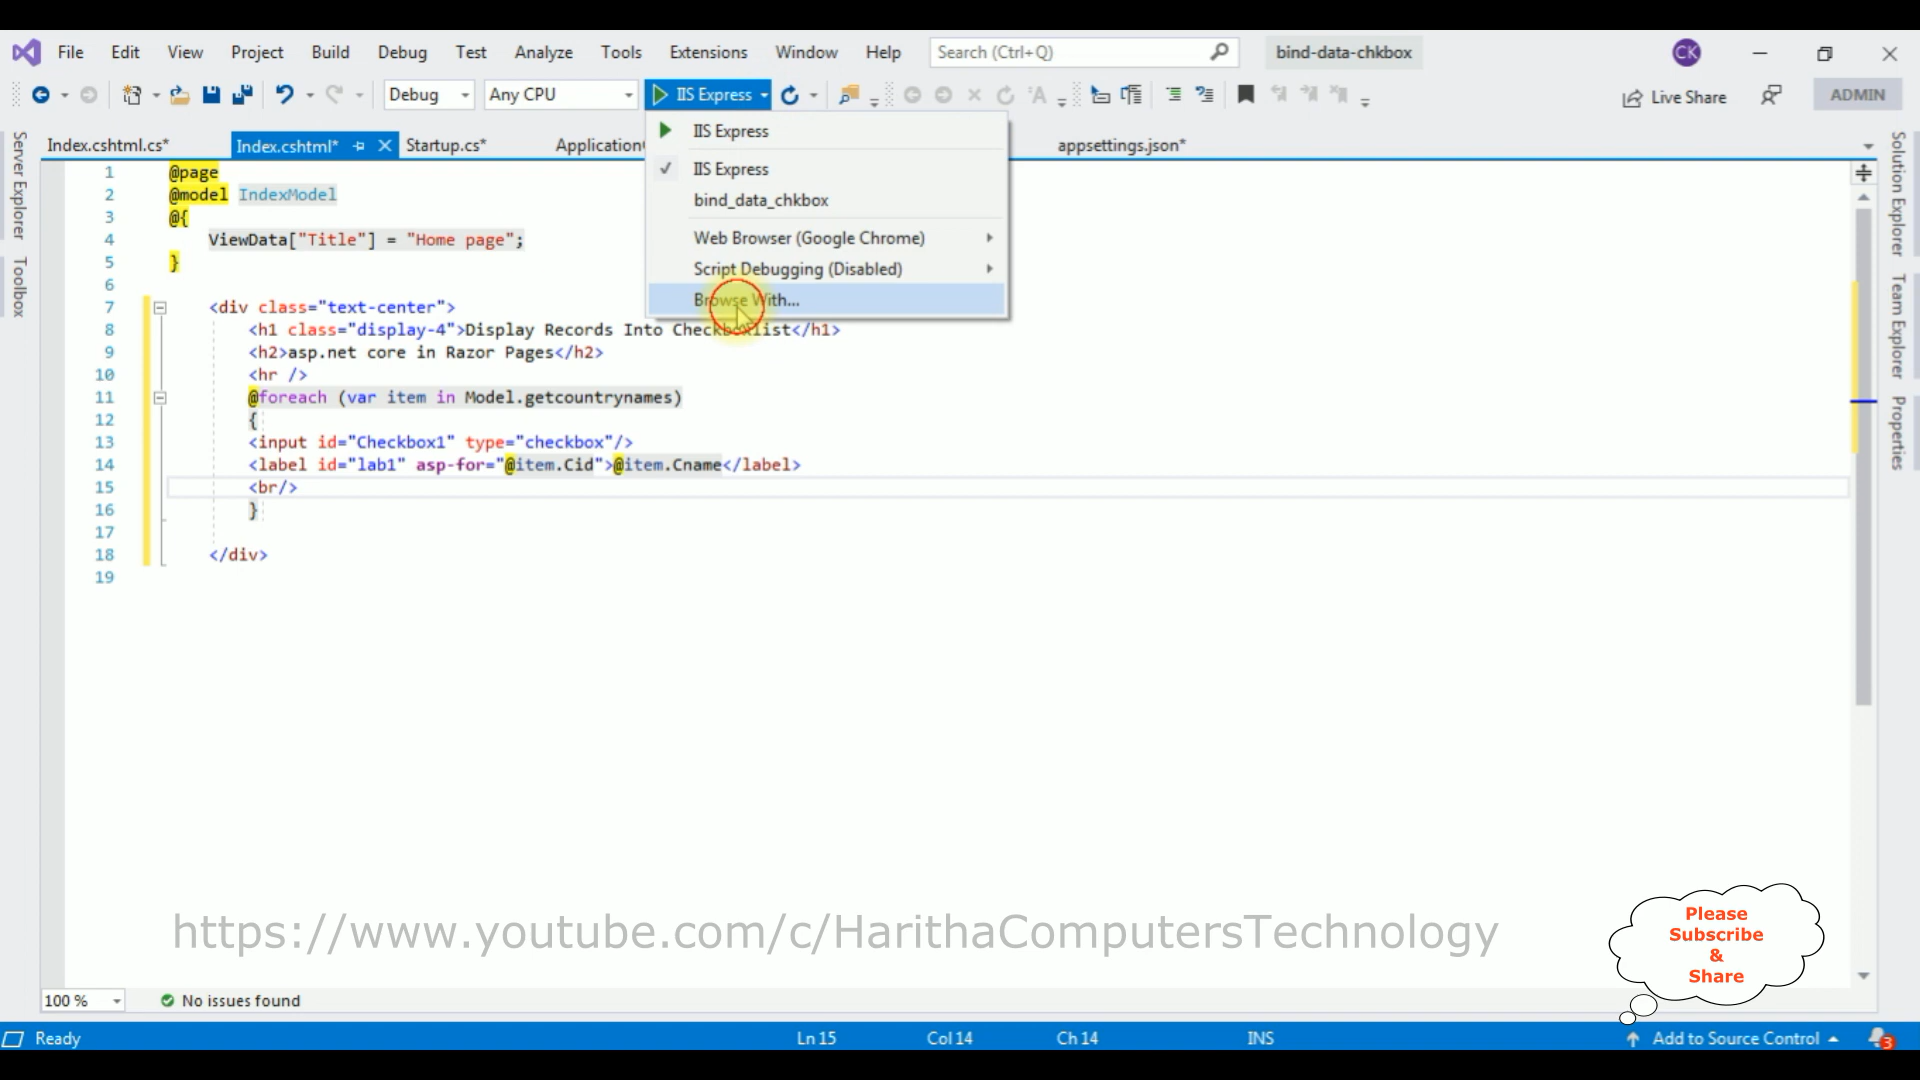 File Edit View Project Build Debug Test Analyze Tools Extensions Window Help Search (Ctrl+Q) bind-data-chkbox CK
Debug Any CPU IIS Express Live Share ADMIN
Index.cshtml.cs* Index.cshtml* Startup.cs* Application appsettings.json*
IIS Express
IIS Express
bind_data_chkbox
Web Browser (Google Chrome)
Script Debugging (Disabled)
Browse With...
Server Explorer
Toolbox
Solution Explorer
Team Explorer
Properties
1 @page
2 @model IndexModel
3 @{
4 ViewData["Title"] = "Home page";
5 }
6
7 <div class="text-center">
8 <h1 class="display-4">Display Records Into Checkboxlist</h1>
9 <h2>asp.net core in Razor Pages</h2>
10 <hr />
11 @foreach (var item in Model.getcountrynames)
12 {
13 <input id="Checkbox1" type="checkbox"/>
14 <label id="lab1" asp-for="@item.Cid">@item.Cname</label>
15 <br/>
16 }
17
18 </div>
19
https://www.youtube.com/c/HarithaComputersTechnology
Please
Subscribe
&
Share
100 % No issues found
Ready Ln 15 Col 14 Ch 14 INS Add to Source Control 3